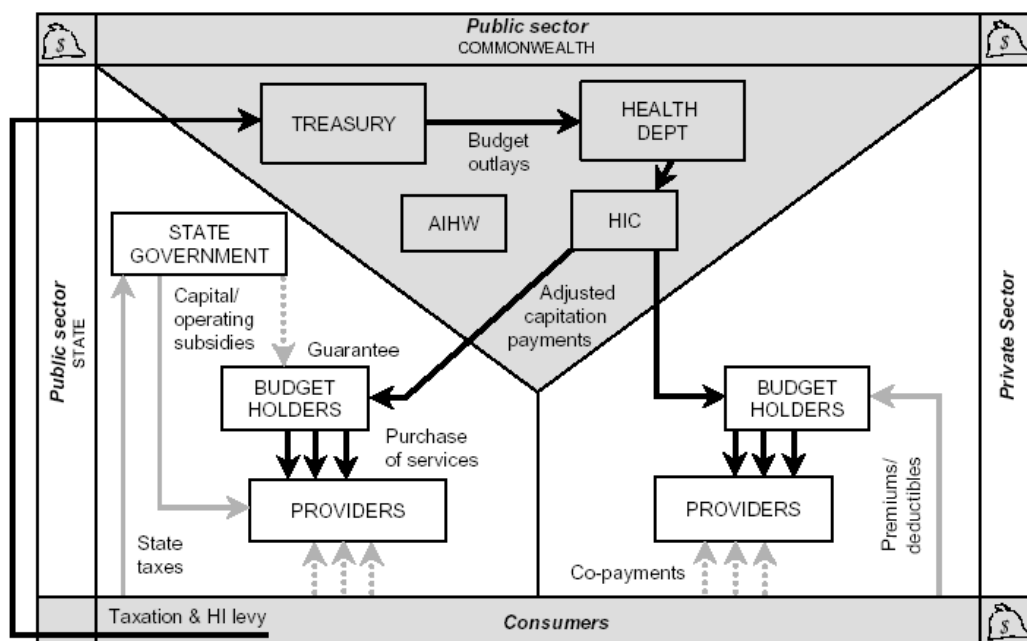 $
Public sector
COMMONWEALTH
$
TREASURY
Budget
outlays
HEALTH
DEPT
AIHW
HIC
STATE
GOVERNMENT
Capital/
operating
subsidies
Guarantee
Adjusted
capitation
payments
Public sector
STATE
Private Sector
BUDGET
HOLDERS
BUDGET
HOLDERS
Purchase
of services
PROVIDERS
PROVIDERS
Premiums/
deductibles
State
taxes
Co-payments
Taxation & HI levy
Consumers
$